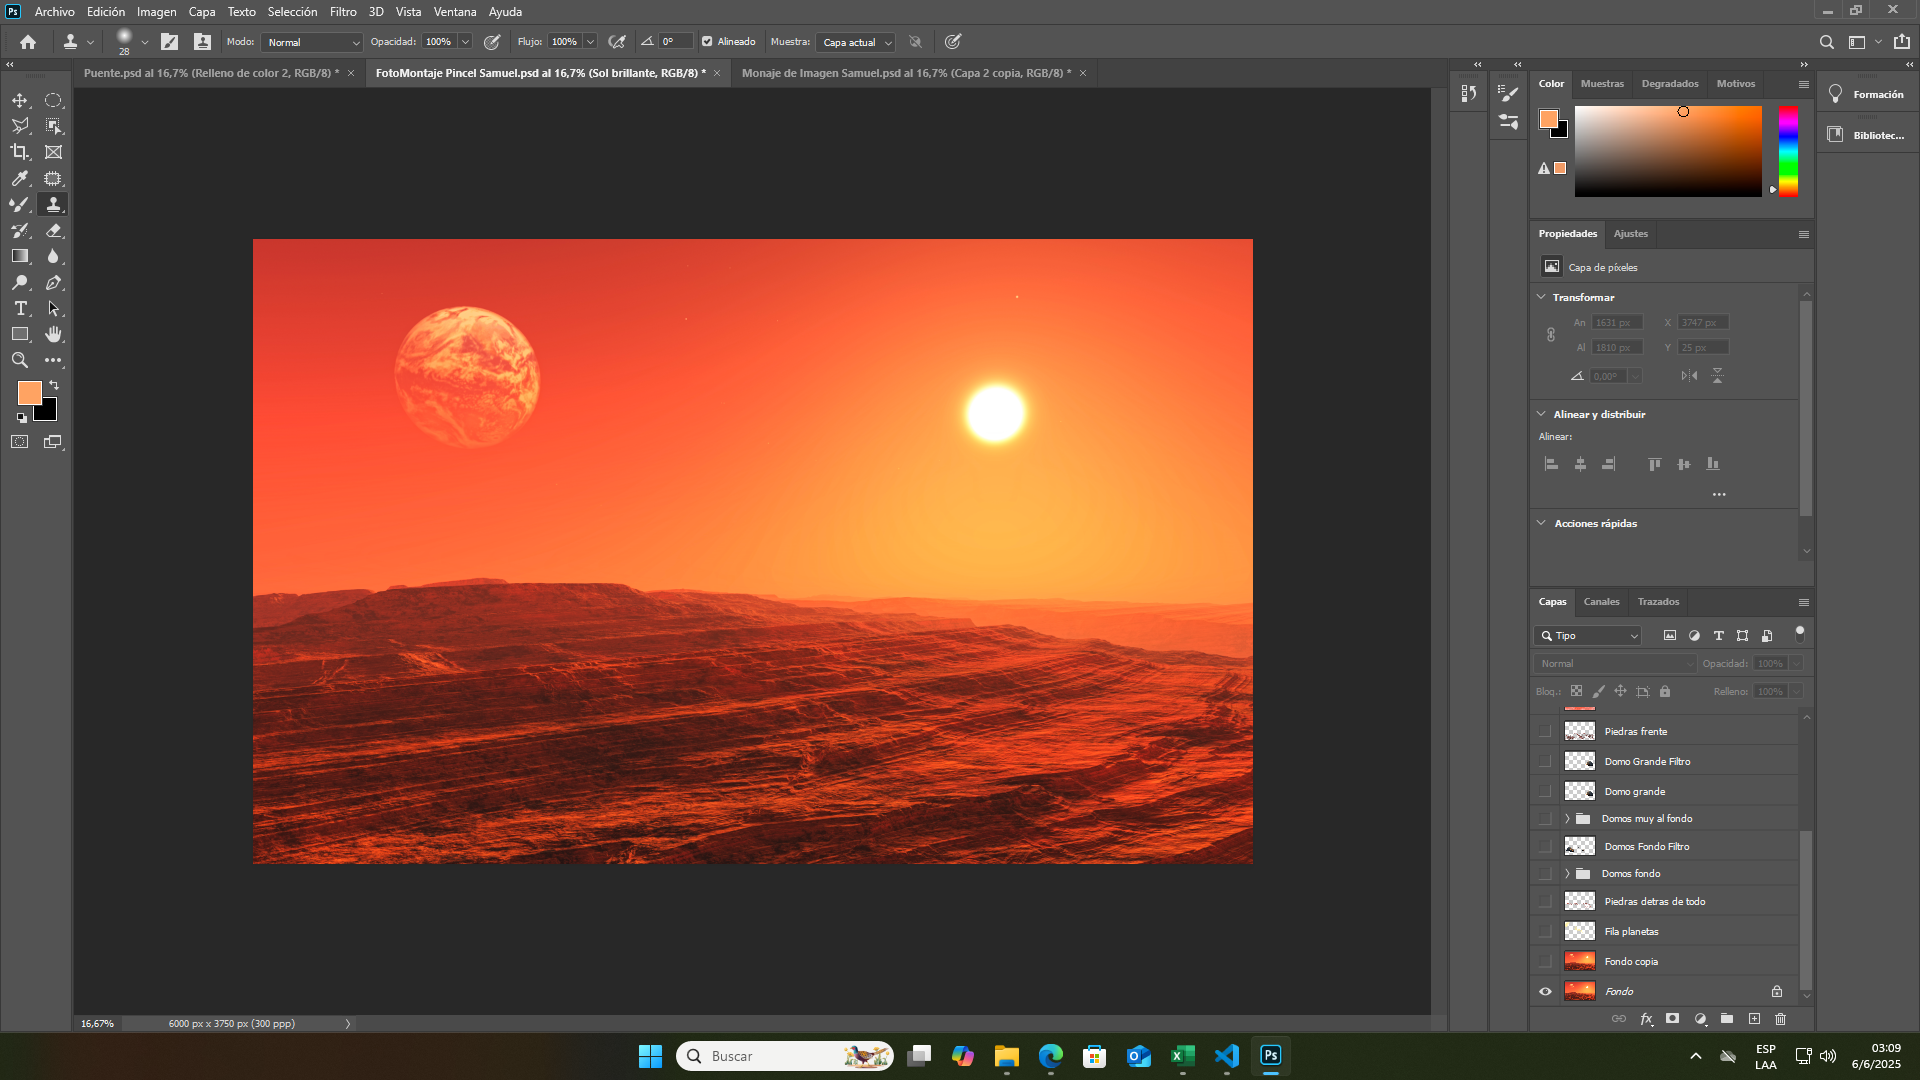 Ps Archivo Edición Imagen Capa Texto Selección Filtro 3D Vista Ventana Ayuda
28 Modo: Normal Opacidad: 100% Flujo: 100% 0° Alineado Muestra: Capa actual
Puente.psd al 16,7% (Relleno de color 2, RGB/8) * × FotoMontaje Pincel Samuel.psd al 16,7% (Sol brillante, RGB/8) * × Monaje de Imagen Samuel.psd al 16,7% (Capa 2 copia, RGB/8) * ×
Color Muestras Degradados Motivos
Formación
Bibliotec...
Propiedades Ajustes
Capa de píxeles
Transformar
An 1631 px X 3747 px
Al 1810 px Y 25 px
0,00°
Alinear y distribuir
Alinear:
Acciones rápidas
Capas Canales Trazados
Tipo
Normal Opacidad: 100%
Bloq.: Relleno: 100%
Piedras frente
Domo Grande Filtro
Domo grande
Domos muy al fondo
Domos Fondo Filtro
Domos fondo
Piedras detras de todo
Fila planetas
Fondo copia
Fondo
fx
16,67% 6000 px x 3750 px (300 ppp)
Buscar
ESP
LAA
03:09
6/6/2025